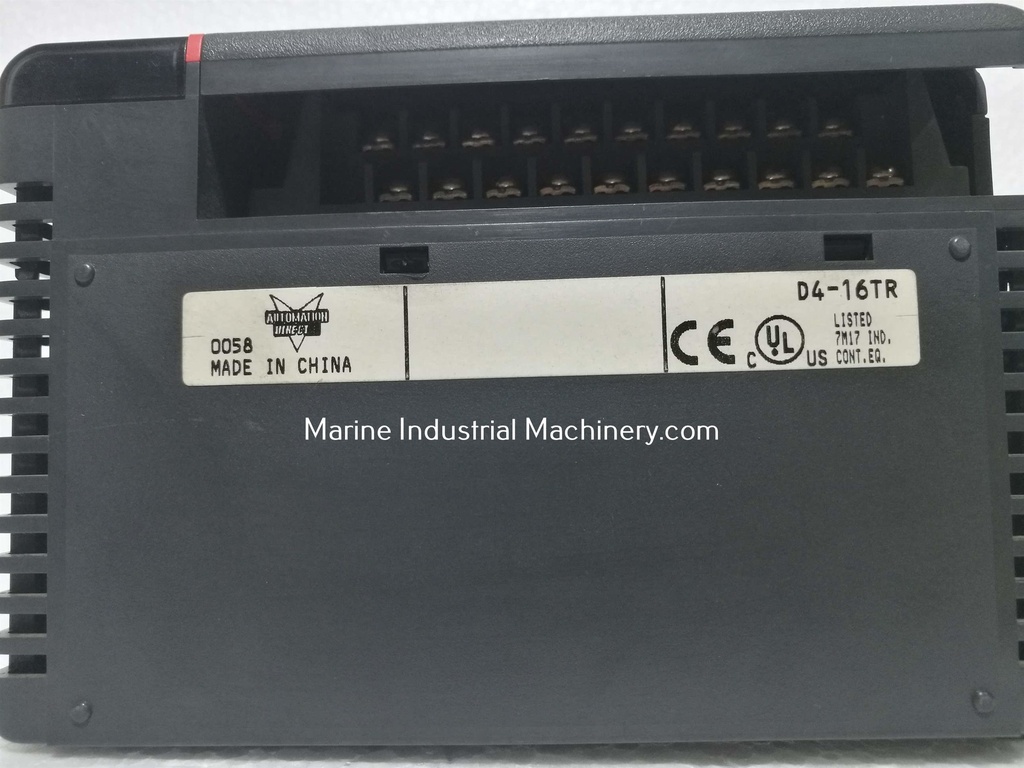 AUTOMATION
DIRECT
0058
MADE IN CHINA
D4-16TR
CE
C UL US
LISTED
7M17 IND.
CONT.EQ.
Marine Industrial Machinery.com